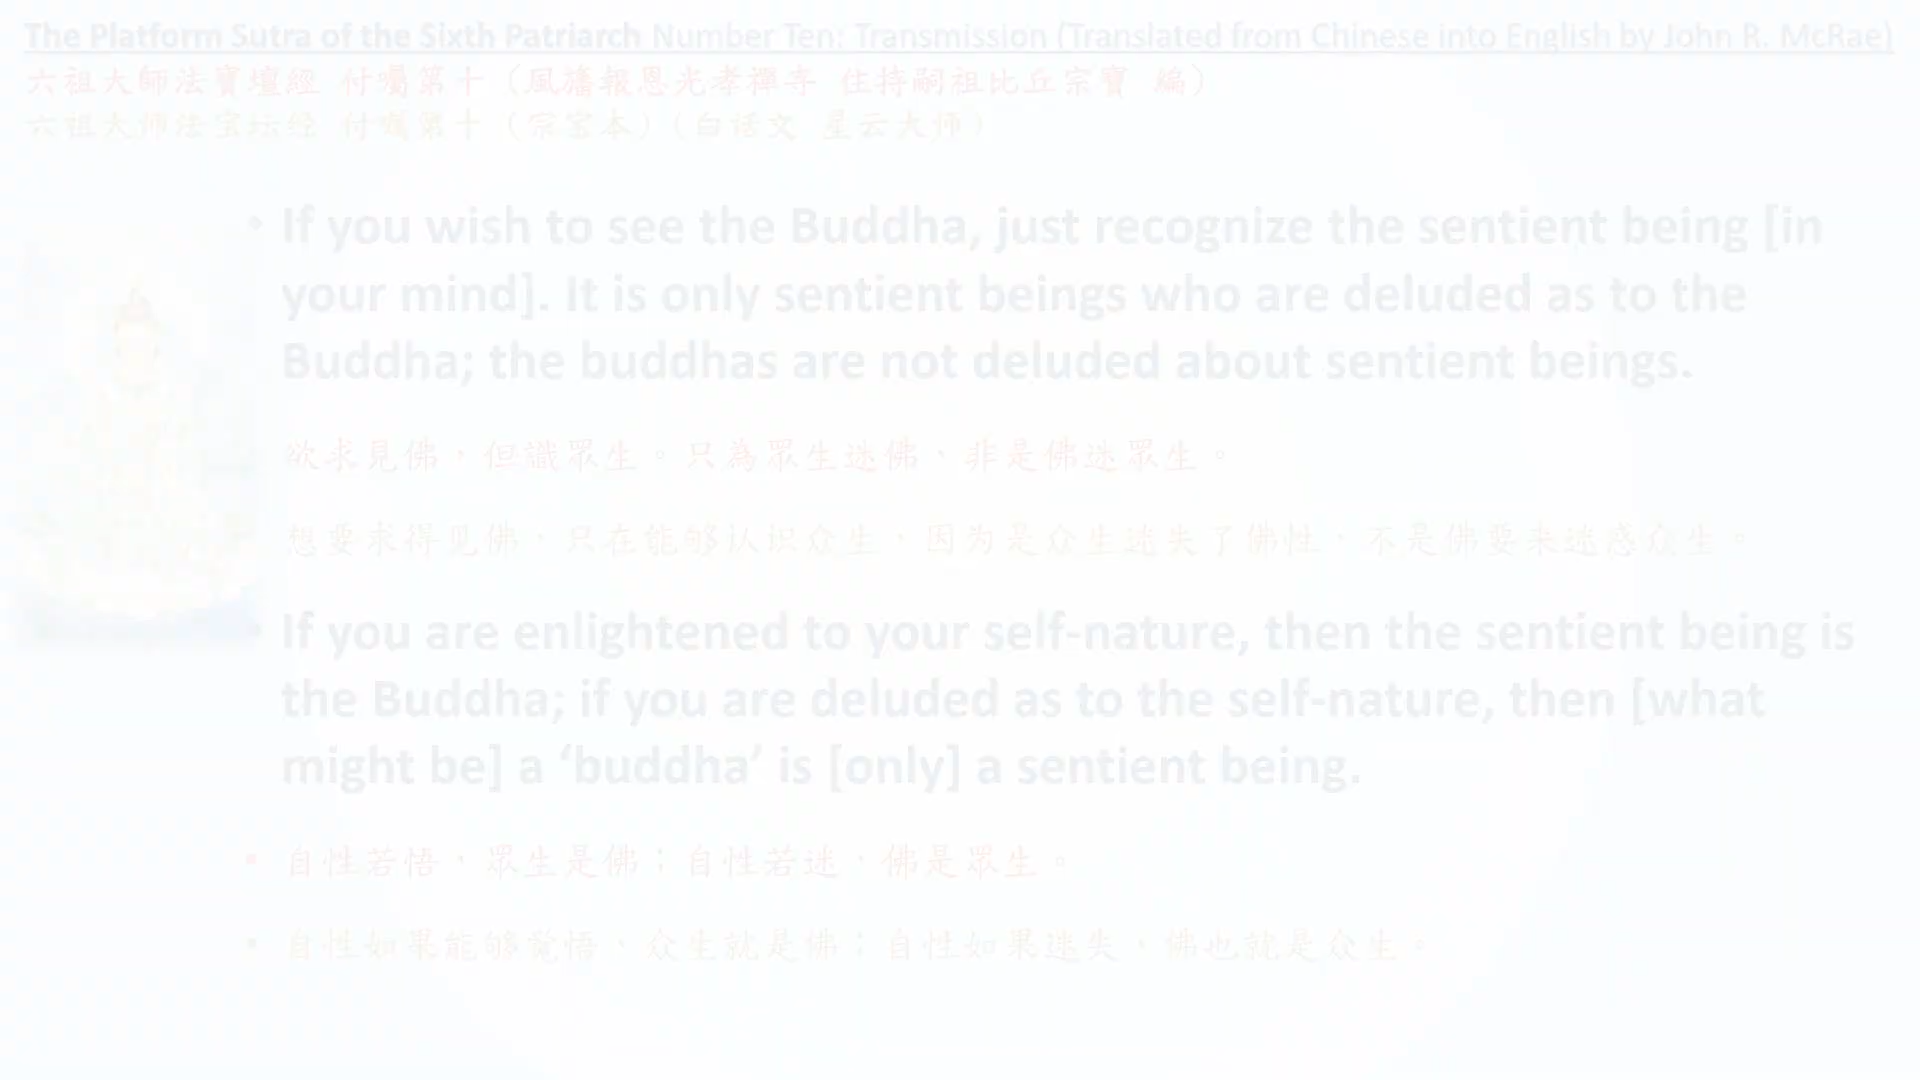 The Platform Sutra of the Sixth Patriarch Number Ten: Transmission (Translated from Chinese into English by John R. McRae)
六祖大師法寶壇經 付囑第十（風旛報恩光孝禪寺 住持嗣祖比丘宗寶 編）
六祖大师法宝坛经 付嘱第十（宗宝本）（白话文 星云大师）
• If you wish to see the Buddha, just recognize the sentient being [in
your mind]. It is only sentient beings who are deluded as to the
Buddha; the buddhas are not deluded about sentient beings.
欲求見佛，但識眾生。只為眾生迷佛，非是佛迷眾生。
想要求得见佛，只在能够认识众生，因为是众生迷失了佛性，不是佛要来迷惑众生。
• If you are enlightened to your self-nature, then the sentient being is
the Buddha; if you are deluded as to the self-nature, then [what
might be] a ‘buddha’ is [only] a sentient being.
• 自性若悟，眾生是佛；自性若迷，佛是眾生。
• 自性如果能够觉悟，众生就是佛；自性如果迷失，佛也就是众生。